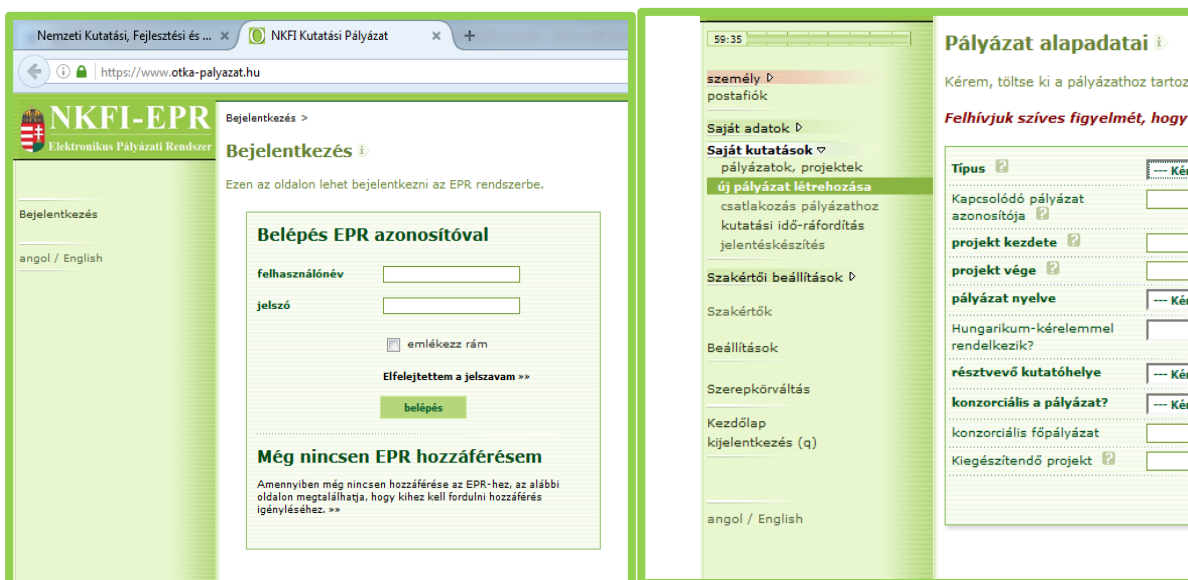 Nemzeti Kutatási, Fejlesztési és ...
NKFI Kutatási Pályázat
https://www.otka-palyazat.hu
NKFI-EPR
Elektronikus Pályázati Rendszer
Bejelentkezés
angol / English
Bejelentkezés >
Bejelentkezés
Ezen az oldalon lehet bejelentkezni az EPR rendszerbe.
Belépés EPR azonosítóval
felhasználónév
jelszó
emlékezz rám
Elfelejtettem a jelszavam »»
belépés
Még nincsen EPR hozzáférésem
Amennyiben még nincsen hozzáférése az EPR-hez, az alábbi
oldalon megtalálhatja, hogy kihez kell fordulni hozzáférés
igényléséhez. »»
59:35
személy
postafiók
Saját adatok
Saját kutatások
pályázatok, projektek
új pályázat létrehozása
csatlakozás pályázathoz
kutatási idő-ráfordítás
jelentéskészítés
Szakértői beállítások
Szakértők
Beállítások
Szerepkörváltás
Kezdőlap
kijelentkezés (q)
angol / English
Pályázat alapadatai
Kérem, töltse ki a pályázathoz tartoz
Felhívjuk szíves figyelmét, hogy
Típus --- Kér
Kapcsolódó pályázat
azonosítója
projekt kezdete
projekt vége
pályázat nyelve --- Kér
Hungarikum-kérelemmel
rendelkezik?
résztvevő kutatóhelye --- Kér
konzorciális a pályázat? --- Kér
konzorciális főpályázat
Kiegészítendő projekt